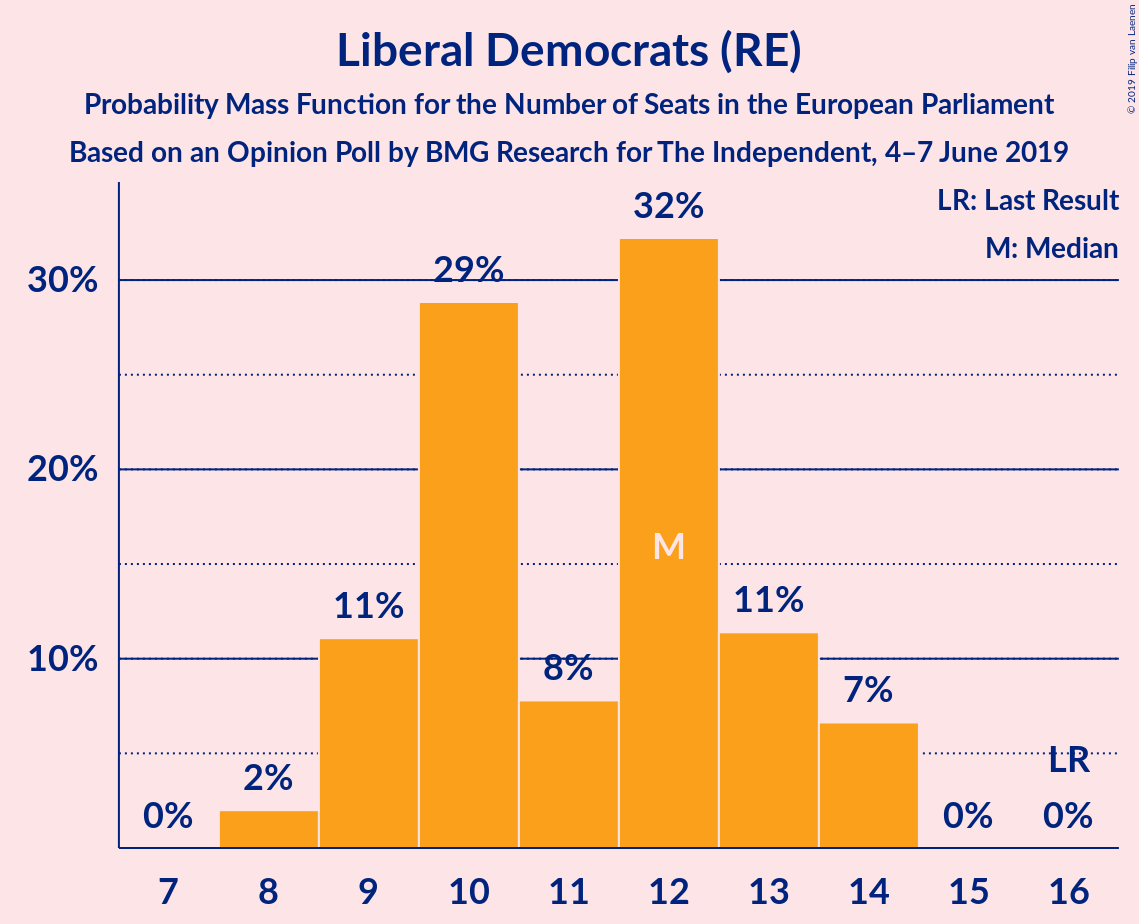 Liberal Democrats (RE)
Probability Mass Function for the Number of Seats in the European Parliament
Based on an Opinion Poll by BMG Research for The Independent, 4–7 June 2019
© 2019 Filip van Laenen
LR: Last Result
M: Median
30%
20%
10%
0%
2%
11%
29%
8%
32%
M
11%
7%
0%
LR
0%
7 8 9 10 11 12 13 14 15 16